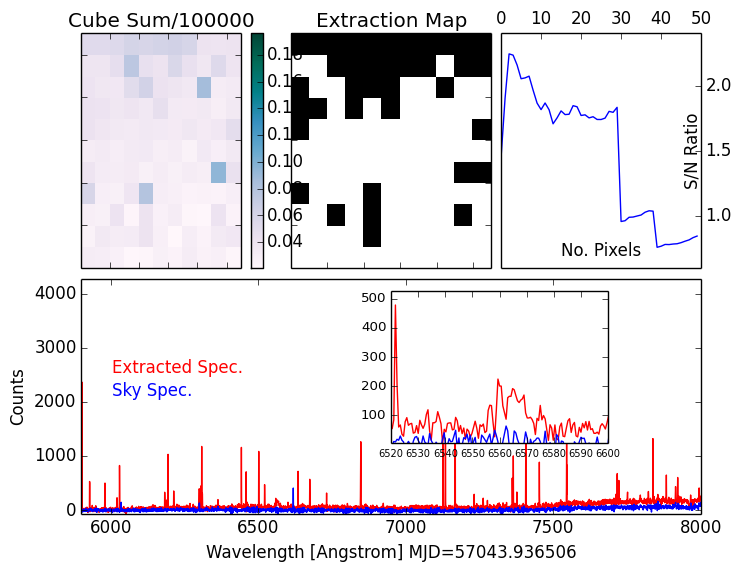 Cube Sum/100000
Extraction Map
0 10 20 30 40 50
0.16
0.14
0.12
0.10
0.08
0.06
0.04
2.0
1.5
1.0
S/N Ratio
No. Pixels
4000
3000
2000
1000
0
Counts
Extracted Spec.
Sky Spec.
500
400
300
200
100
6520 6530 6540 6550 6560 6570 6580 6590 6600
6000 6500 7000 7500 8000
Wavelength [Angstrom] MJD=57043.936506